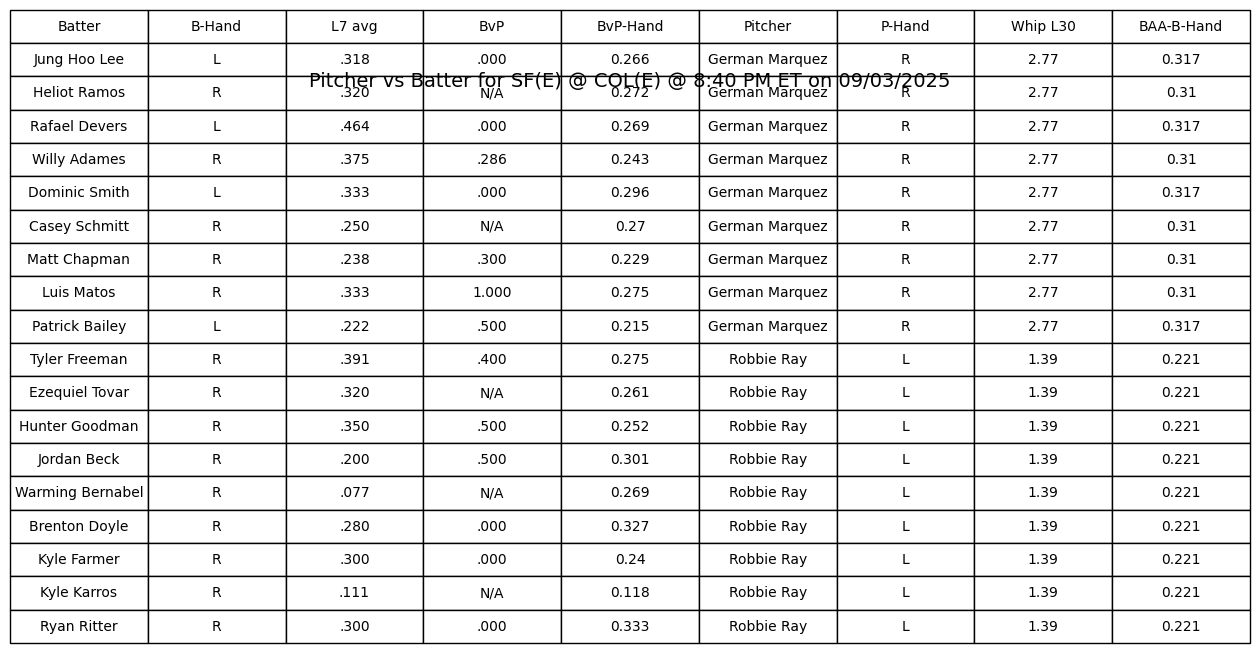 Batter B-Hand L7 avg BvP BvP-Hand Pitcher P-Hand Whip L30 BAA-B-Hand
Jung Hoo Lee L .318 .000 0.266 German Marquez R 2.77 0.317
Pitcher vs Batter for SF(E) @ COL(E) @ 8:40 PM ET on 09/03/2025
Heliot Ramos R .320 N/A 0.272 German Marquez R 2.77 0.31
Rafael Devers L .464 .000 0.269 German Marquez R 2.77 0.317
Willy Adames R .375 .286 0.243 German Marquez R 2.77 0.31
Dominic Smith L .333 .000 0.296 German Marquez R 2.77 0.317
Casey Schmitt R .250 N/A 0.27 German Marquez R 2.77 0.31
Matt Chapman R .238 .300 0.229 German Marquez R 2.77 0.31
Luis Matos R .333 1.000 0.275 German Marquez R 2.77 0.31
Patrick Bailey L .222 .500 0.215 German Marquez R 2.77 0.317
Tyler Freeman R .391 .400 0.275 Robbie Ray L 1.39 0.221
Ezequiel Tovar R .320 N/A 0.261 Robbie Ray L 1.39 0.221
Hunter Goodman R .350 .500 0.252 Robbie Ray L 1.39 0.221
Jordan Beck R .200 .500 0.301 Robbie Ray L 1.39 0.221
Warming Bernabel R .077 N/A 0.269 Robbie Ray L 1.39 0.221
Brenton Doyle R .280 .000 0.327 Robbie Ray L 1.39 0.221
Kyle Farmer R .300 .000 0.24 Robbie Ray L 1.39 0.221
Kyle Karros R .111 N/A 0.118 Robbie Ray L 1.39 0.221
Ryan Ritter R .300 .000 0.333 Robbie Ray L 1.39 0.221